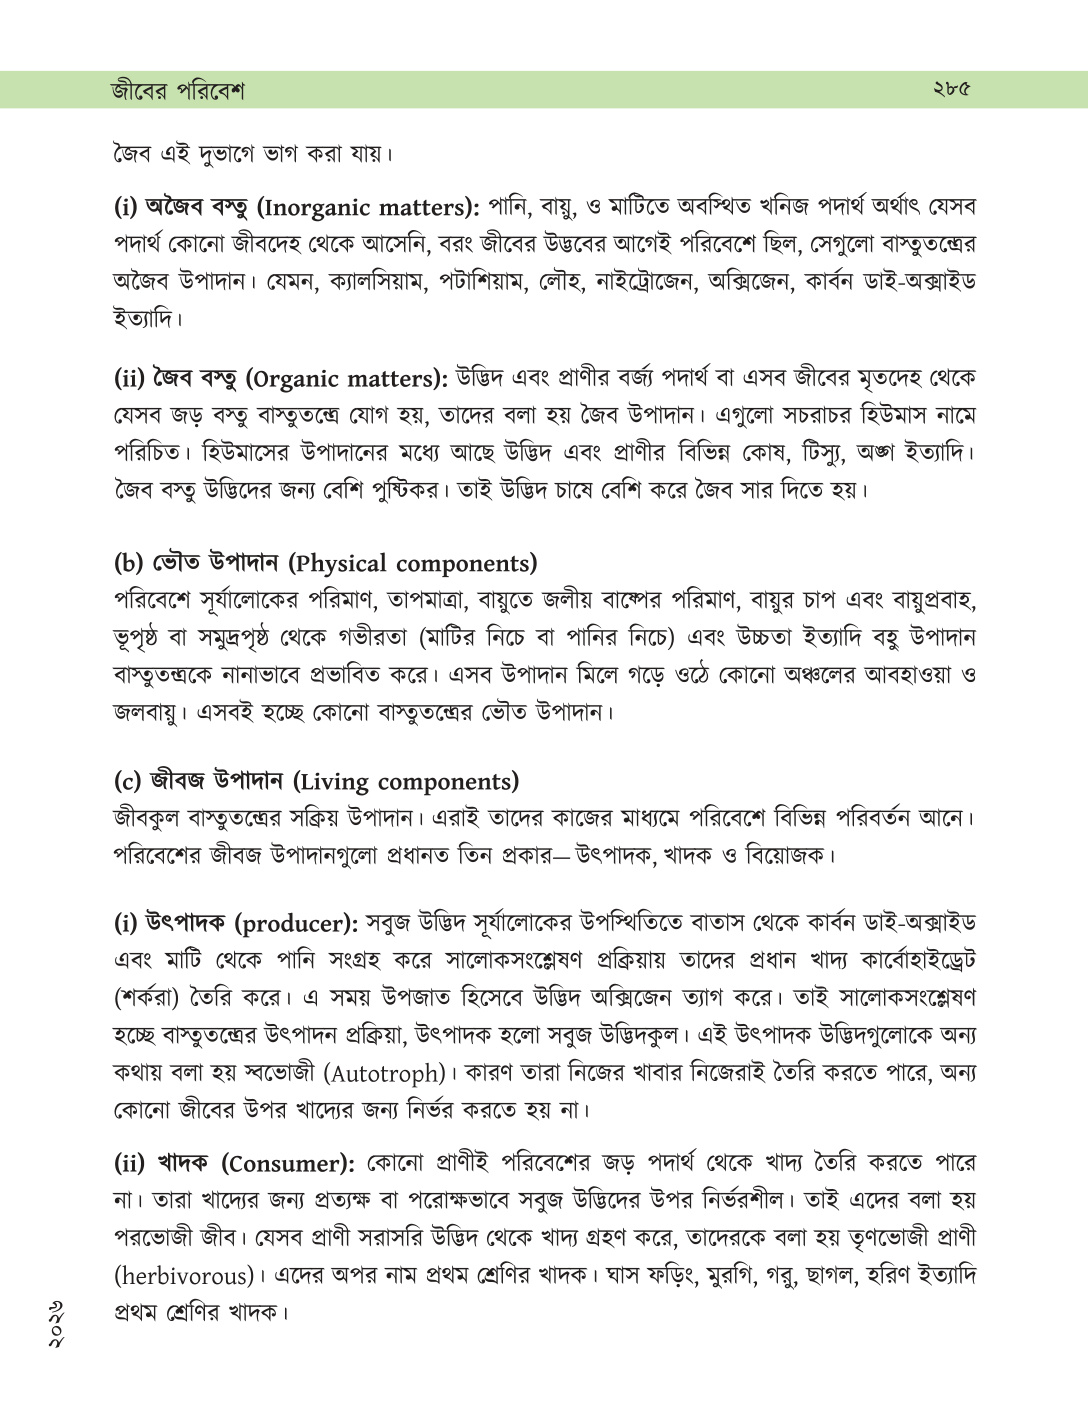 জীবের পরিবেশ ২৮৫
জৈব এই দুভাগে ভাগ করা যায়।
(i) অজৈব বস্তু (Inorganic matters): পানি, বায়ু, ও মাটিতে অবস্থিত খনিজ পদার্থ অর্থাৎ যেসব
পদার্থ কোনো জীবদেহ থেকে আসেনি, বরং জীবের উদ্ভবের আগেই পরিবেশে ছিল, সেগুলো বাস্তুতন্ত্রের
অজৈব উপাদান। যেমন, ক্যালসিয়াম, পটাশিয়াম, লৌহ, নাইট্রোজেন, অক্সিজেন, কার্বন ডাই-অক্সাইড
ইত্যাদি।
(ii) জৈব বস্তু (Organic matters): উদ্ভিদ এবং প্রাণীর বর্জ্য পদার্থ বা এসব জীবের মৃতদেহ থেকে
যেসব জড় বস্তু বাস্তুতন্ত্রে যোগ হয়, তাদের বলা হয় জৈব উপাদান। এগুলো সচরাচর হিউমাস নামে
পরিচিত। হিউমাসের উপাদানের মধ্যে আছে উদ্ভিদ এবং প্রাণীর বিভিন্ন কোষ, টিস্যু, অঙ্গ ইত্যাদি।
জৈব বস্তু উদ্ভিদের জন্য বেশি পুষ্টিকর। তাই উদ্ভিদ চাষে বেশি করে জৈব সার দিতে হয়।
(b) ভৌত উপাদান (Physical components)
পরিবেশে সূর্যালোকের পরিমাণ, তাপমাত্রা, বায়ুতে জলীয় বাষ্পের পরিমাণ, বায়ুর চাপ এবং বায়ুপ্রবাহ,
ভূপৃষ্ঠ বা সমুদ্রপৃষ্ঠ থেকে গভীরতা (মাটির নিচে বা পানির নিচে) এবং উচ্চতা ইত্যাদি বহু উপাদান
বাস্তুতন্ত্রকে নানাভাবে প্রভাবিত করে। এসব উপাদান মিলে গড়ে ওঠে কোনো অঞ্চলের আবহাওয়া ও
জলবায়ু। এসবই হচ্ছে কোনো বাস্তুতন্ত্রের ভৌত উপাদান।
(c) জীবজ উপাদান (Living components)
জীবকুল বাস্তুতন্ত্রের সক্রিয় উপাদান। এরাই তাদের কাজের মাধ্যমে পরিবেশে বিভিন্ন পরিবর্তন আনে।
পরিবেশের জীবজ উপাদানগুলো প্রধানত তিন প্রকার— উৎপাদক, খাদক ও বিয়োজক।
(i) উৎপাদক (producer): সবুজ উদ্ভিদ সূর্যালোকের উপস্থিতিতে বাতাস থেকে কার্বন ডাই-অক্সাইড
এবং মাটি থেকে পানি সংগ্রহ করে সালোকসংশ্লেষণ প্রক্রিয়ায় তাদের প্রধান খাদ্য কার্বোহাইড্রেট
(শর্করা) তৈরি করে। এ সময় উপজাত হিসেবে উদ্ভিদ অক্সিজেন ত্যাগ করে। তাই সালোকসংশ্লেষণ
হচ্ছে বাস্তুতন্ত্রের উৎপাদন প্রক্রিয়া, উৎপাদক হলো সবুজ উদ্ভিদকুল। এই উৎপাদক উদ্ভিদগুলোকে অন্য
কথায় বলা হয় স্বভোজী (Autotroph)। কারণ তারা নিজের খাবার নিজেরাই তৈরি করতে পারে, অন্য
কোনো জীবের উপর খাদ্যের জন্য নির্ভর করতে হয় না।
(ii) খাদক (Consumer): কোনো প্রাণীই পরিবেশের জড় পদার্থ থেকে খাদ্য তৈরি করতে পারে
না। তারা খাদ্যের জন্য প্রত্যক্ষ বা পরোক্ষভাবে সবুজ উদ্ভিদের উপর নির্ভরশীল। তাই এদের বলা হয়
পরভোজী জীব। যেসব প্রাণী সরাসরি উদ্ভিদ থেকে খাদ্য গ্রহণ করে, তাদেরকে বলা হয় তৃণভোজী প্রাণী
(herbivorous)। এদের অপর নাম প্রথম শ্রেণির খাদক। ঘাস ফড়িং, মুরগি, গরু, ছাগল, হরিণ ইত্যাদি
প্রথম শ্রেণির খাদক।
২০২৬